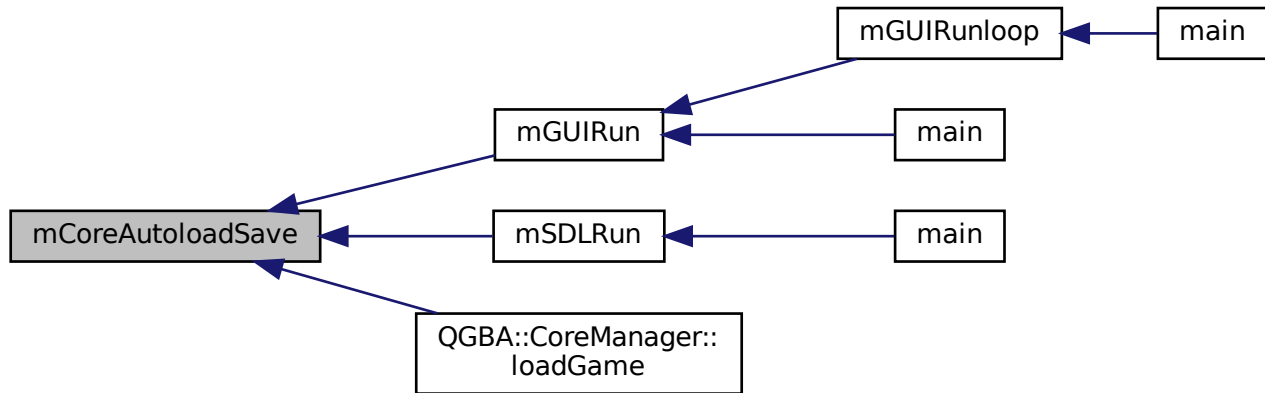 mGUIRunloop
main
mGUIRun
main
mCoreAutoloadSave
mSDLRun
main
QGBA::CoreManager::
loadGame